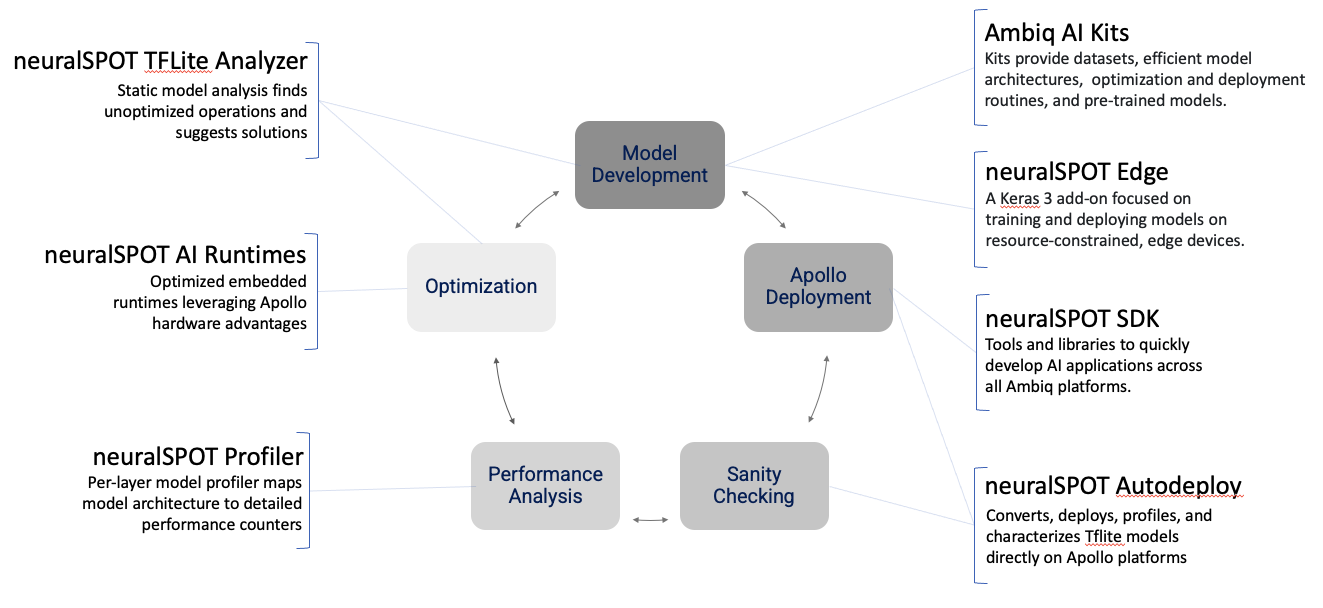 neuralSPOT TFLite Analyzer
Static model analysis finds
unoptimized operations and
suggests solutions
neuralSPOT AI Runtimes
Optimized embedded
runtimes leveraging Apollo
hardware advantages
neuralSPOT Profiler
Per-layer model profiler maps
model architecture to detailed
performance counters
Model
Development
Optimization
Apollo
Deployment
Performance
Analysis
Sanity
Checking
Ambiq AI Kits
Kits provide datasets, efficient model
architectures, optimization and deployment
routines, and pre-trained models.
neuralSPOT Edge
A Keras 3 add-on focused on
training and deploying models on
resource-constrained, edge devices.
neuralSPOT SDK
Tools and libraries to quickly
develop AI applications across
all Ambiq platforms.
neuralSPOT Autodeploy
Converts, deploys, profiles, and
characterizes Tflite models
directly on Apollo platforms